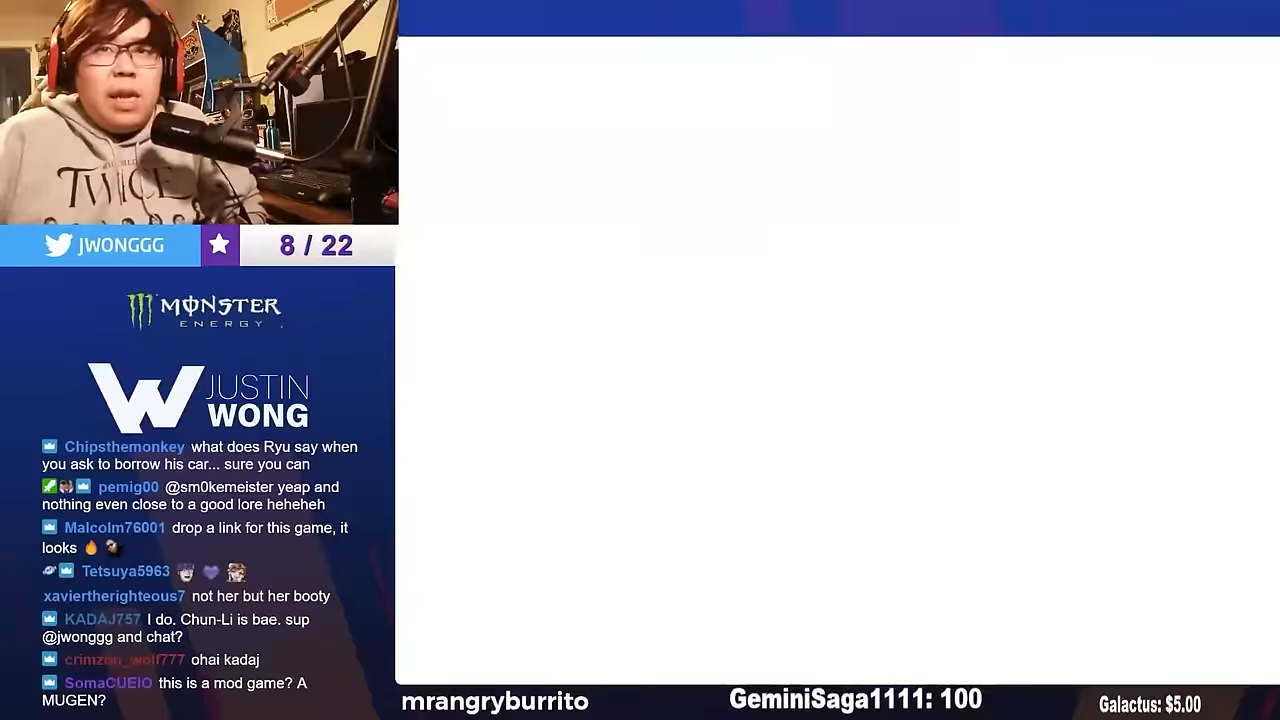 TWICE
JWONGGG
8 / 22
MONSTER
ENERGY
JUSTIN
WONG
Chipsthemonkey what does Ryu say when
you ask to borrow his car... sure you can
pemig00 @sm0kemeister yeap and
nothing even close to a good lore heheheh
Malcolm76001 drop a link for this game, it
looks 🔥
Tetsuya5963 💜
xaviertherighteous7 not her but her booty
KADAJ757 I do. Chun-Li is bae. sup
@jwonggg and chat?
crimzon_wolf777 ohai kadaj
SomaCUEIO this is a mod game? A
MUGEN?
mrangryburrito
GeminiSaga1111: 100
Galactus: $5.00